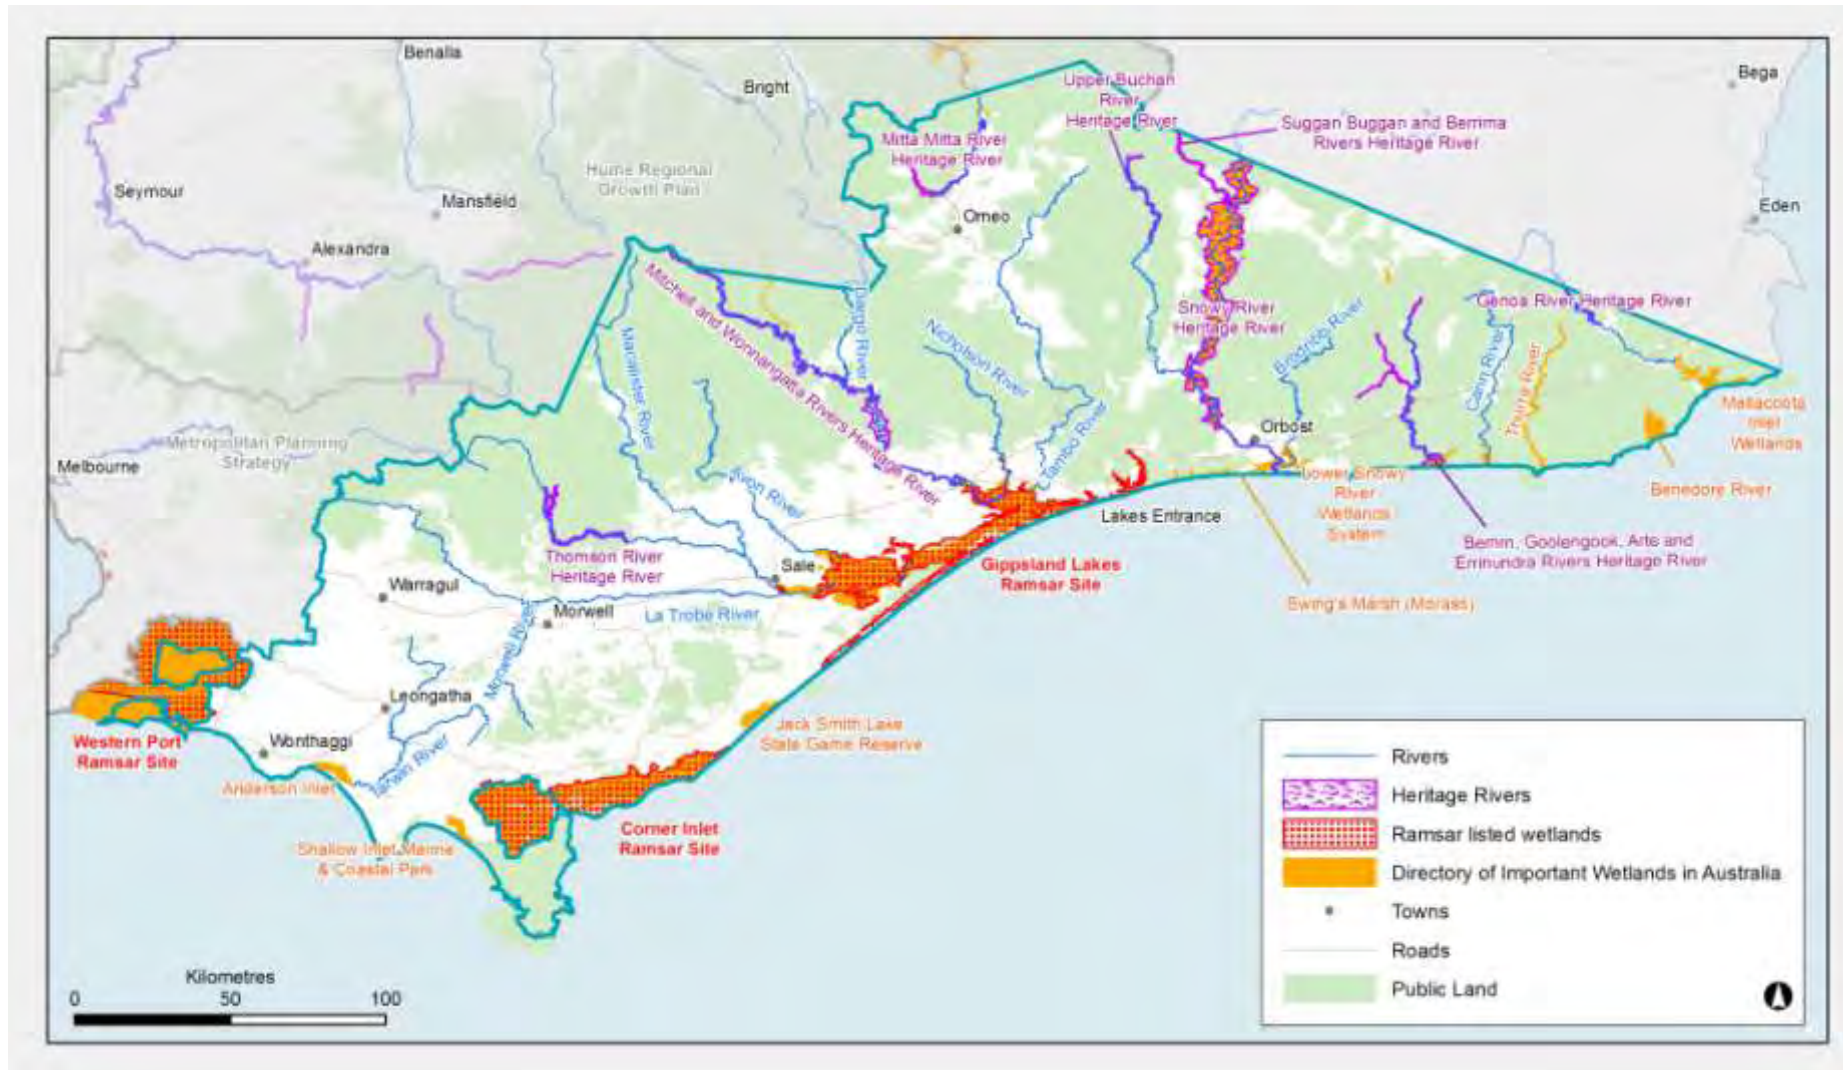 Benalla
Bright
Bega
Upper Buchan
River
Heritage River
Suggan Buggan and Berrima
Rivers Heritage River
Mitta Mitta River
Heritage River
Hume Regional
Growth Plan
Seymour
Mansfield
Omeo
Eden
Alexandra
Mitchell and Wonnangatta Rivers Heritage River
Dargo River
Nicholson River
Snowy River
Heritage River
Brodribb River
Genoa River Heritage River
Cann River
Thurra River
River
Avon River
Tambo River
Orbost
Mallacoota
Inlet
Wetlands
Metropolitan Planning
Strategy
Melbourne
Lower Snowy
River
Wetlands
System
Benedore River
Lakes Entrance
Bemm, Goolengook, Arte and
Errinundra Rivers Heritage River
Thomson River
Heritage River
Sale
Gippsland Lakes
Ramsar Site
Ewing's Marsh (Morass)
Warragul
Morwell
La Trobe River
Morwell River
Leongatha
Wonthaggi
Tarwin River
Western Port
Ramsar Site
Anderson Inlet
Jack Smith Lake
State Game Reserve
Corner Inlet
Ramsar Site
Shallow Inlet Marine
& Coastal Park
Rivers
Heritage Rivers
Ramsar listed wetlands
Directory of Important Wetlands in Australia
Towns
Roads
Public Land
Kilometres
0 50 100